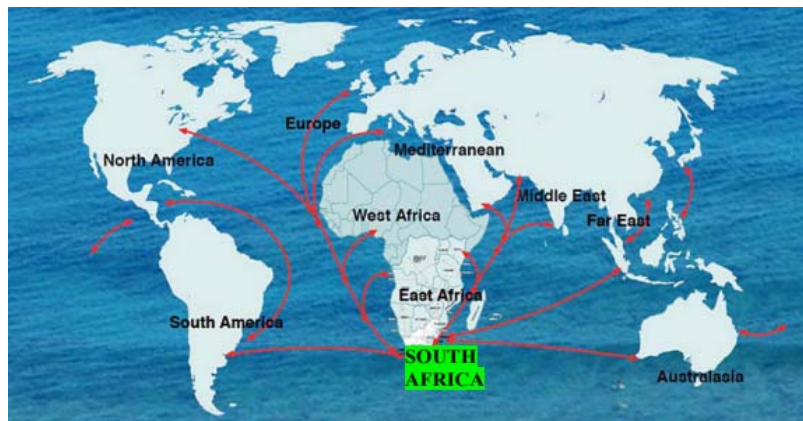 Europe
Mediterranean
North America
Middle East
West Africa
Far East
East Africa
South America
SOUTH
AFRICA
Australasia